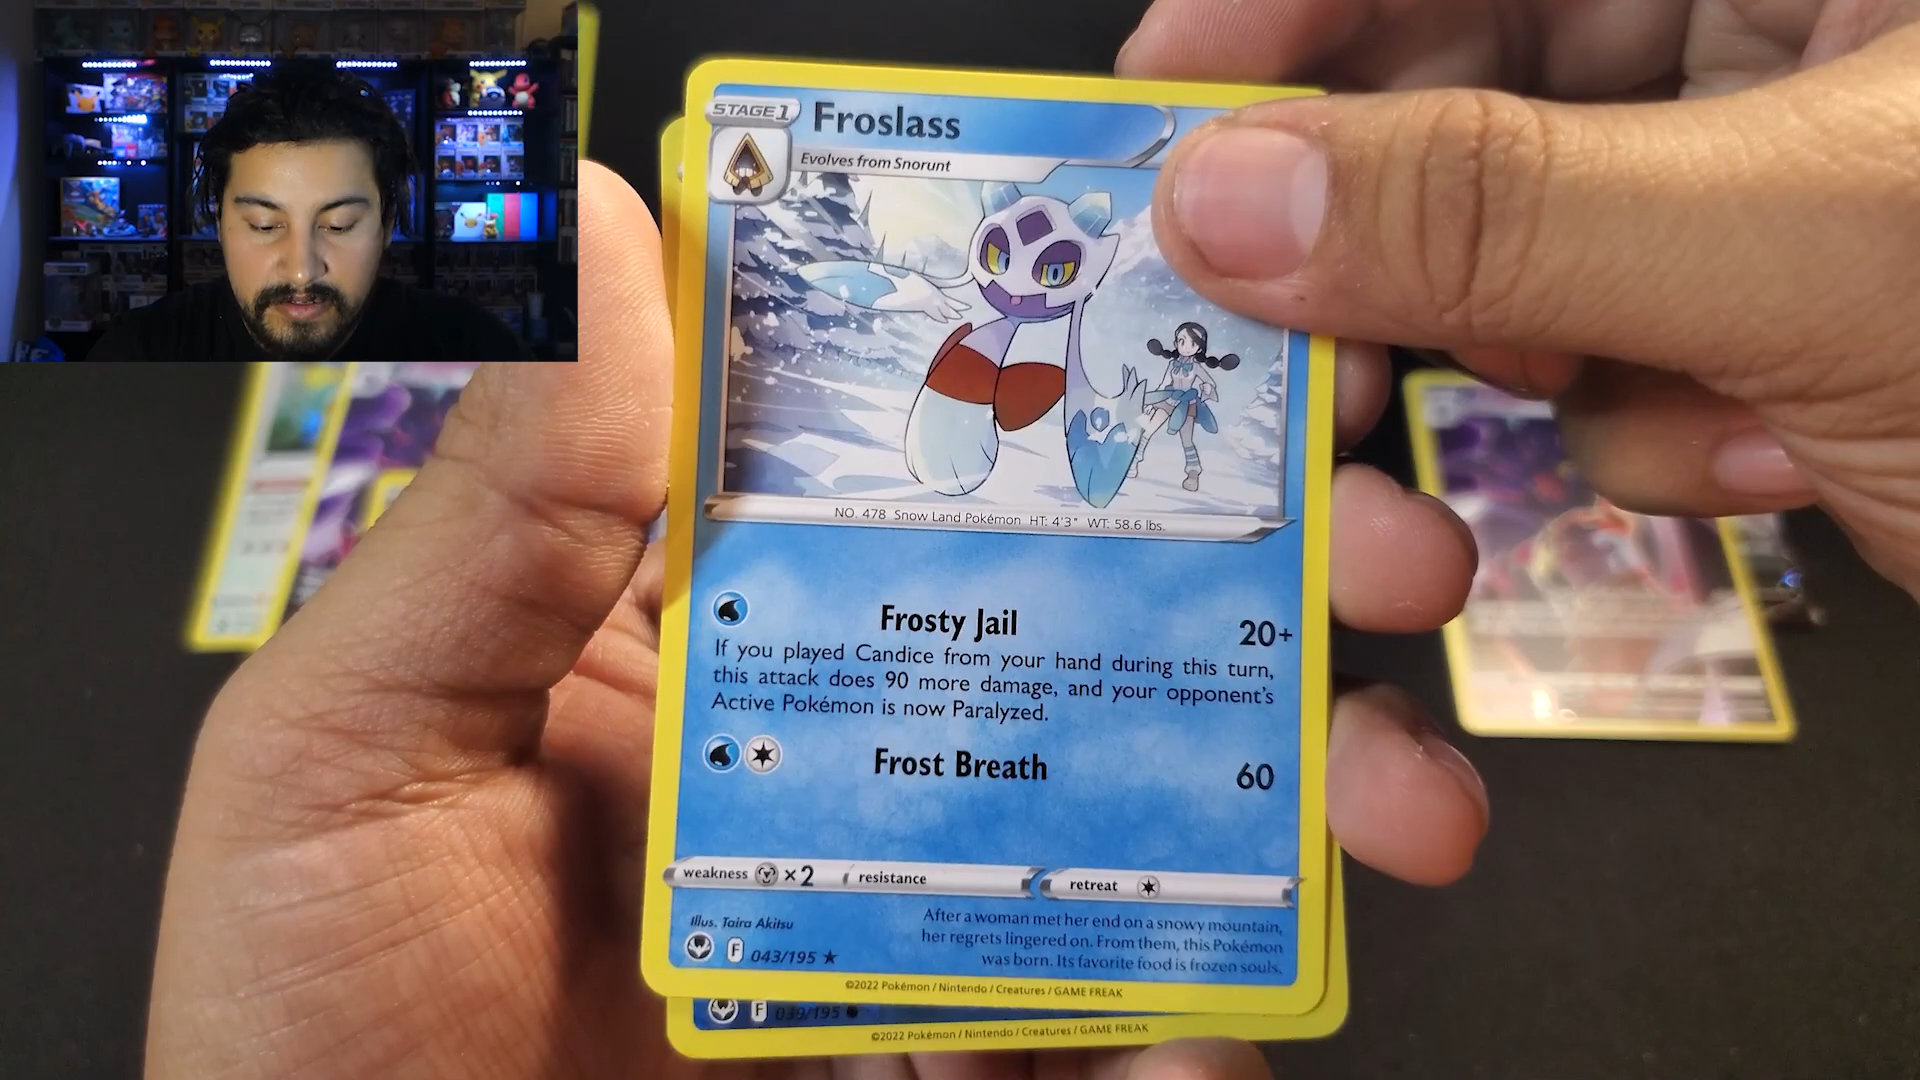 STAGE 1
Froslass
Evolves from Snorunt
NO. 478 Snow Land Pokémon HT: 4'3" WT: 58.6 lbs.
Frosty Jail 20+
If you played Candice from your hand during this turn,
this attack does 90 more damage, and your opponent's
Active Pokémon is now Paralyzed.
Frost Breath 60
weakness ×2 resistance retreat
Illus. Taira Akitsu
F 043/195 ★
After a woman met her end on a snowy mountain,
her regrets lingered on. From them, this Pokémon
was born. Its favorite food is frozen souls.
©2022 Pokémon / Nintendo / Creatures / GAME FREAK
F 039/195 ●
©2022 Pokémon / Nintendo / Creatures / GAME FREAK